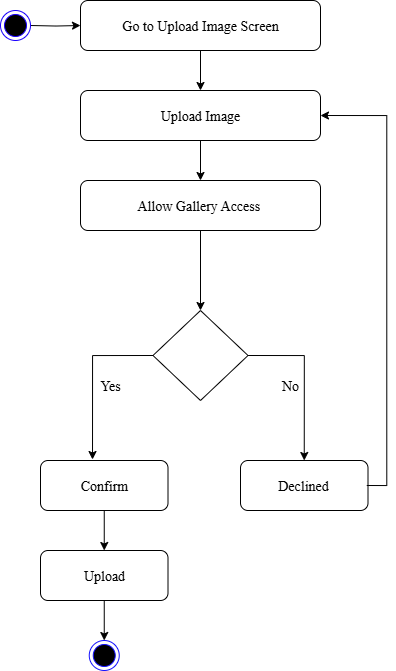 Go to Upload Image Screen
Upload Image
Allow Gallery Access
Yes
No
Confirm
Declined
Upload